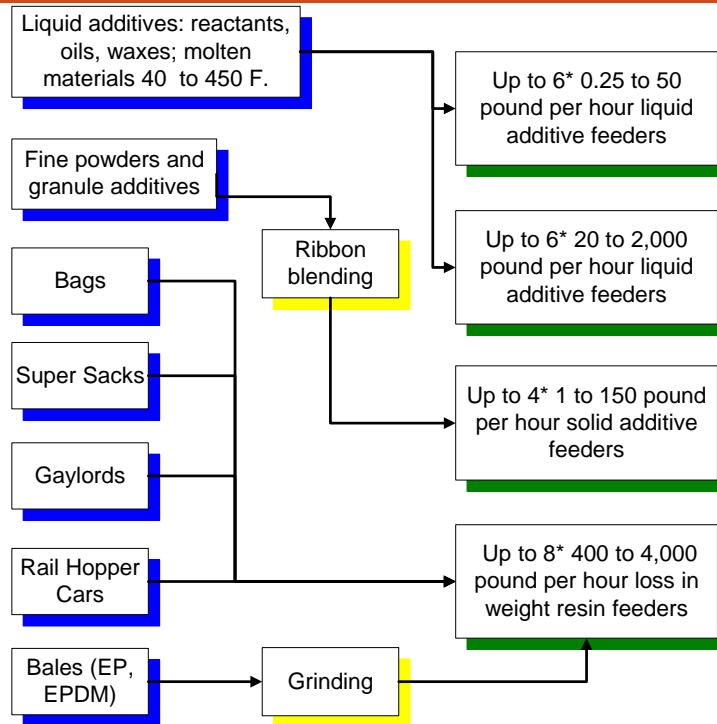 Liquid additives: reactants,
oils, waxes; molten
materials 40 to 450 F.
Up to 6* 0.25 to 50
pound per hour liquid
additive feeders
Fine powders and
granule additives
Ribbon
blending
Up to 6* 20 to 2,000
pound per hour liquid
additive feeders
Bags
Super Sacks
Up to 4* 1 to 150 pound
per hour solid additive
feeders
Gaylords
Rail Hopper
Cars
Up to 8* 400 to 4,000
pound per hour loss in
weight resin feeders
Bales (EP,
EPDM)
Grinding